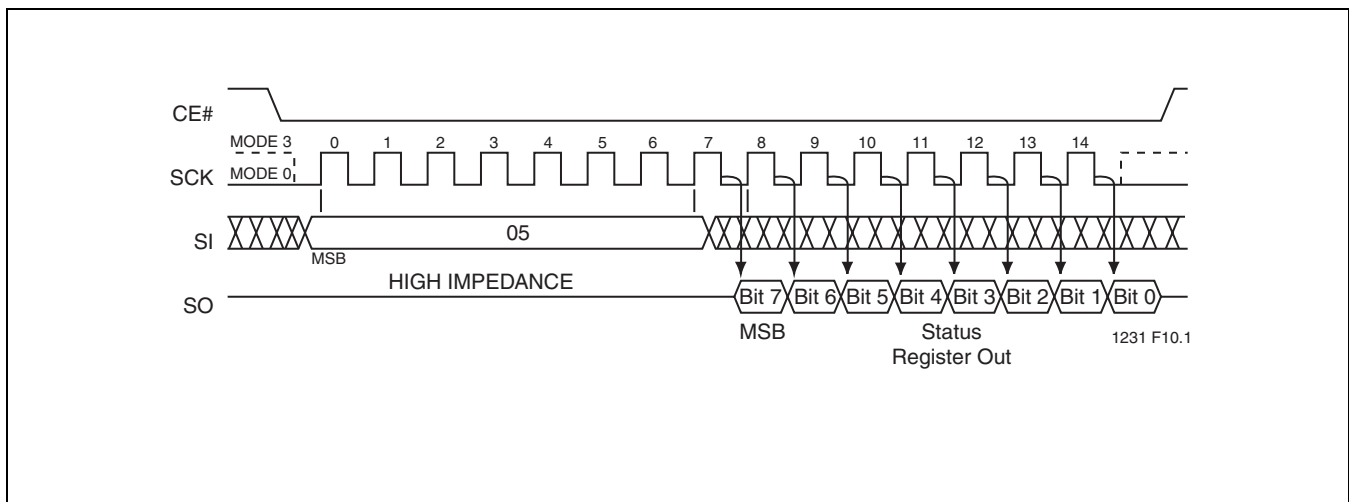 CE#
MODE 3 0 1 2 3 4 5 6 7 8 9 10 11 12 13 14
SCK MODE 0
SI 05
MSB
HIGH IMPEDANCE
SO Bit 7 Bit 6 Bit 5 Bit 4 Bit 3 Bit 2 Bit 1 Bit 0
MSB Status 1231 F10.1
Register Out